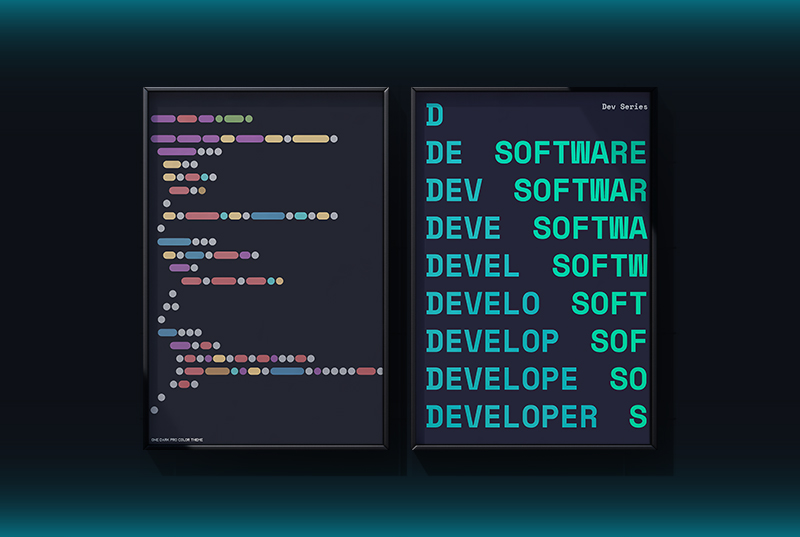 ONE DARK PRO COLOR THEME
Dev Series
D
DE SOFTWARE
DEV SOFTWAR
DEVE SOFTWA
DEVEL SOFTW
DEVELO SOFT
DEVELOP SOF
DEVELOPE SO
DEVELOPER S